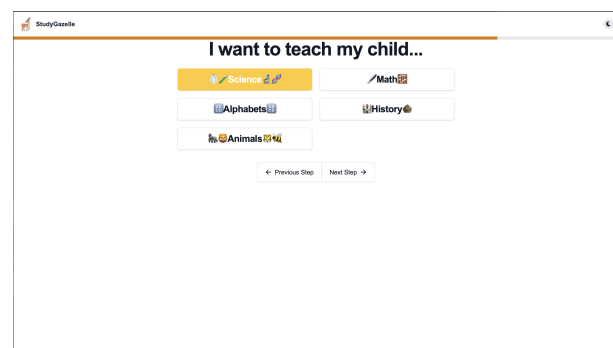 StudyGazelle
I want to teach my child...
Science
Math
Alphabets
History
Animals
← Previous Step
Next Step →